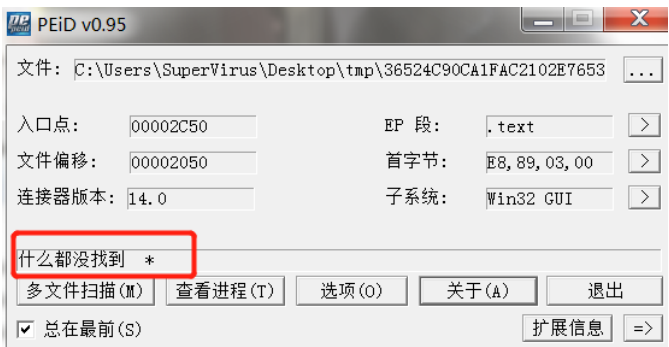 PEiD v0.95
文件: C:\Users\SuperVirus\Desktop\tmp\36524C90CA1FAC2102E7653 ...
入口点: 00002C50 EP 段: .text >
文件偏移: 00002050 首字节: E8,89,03,00 >
连接器版本: 14.0 子系统: Win32 GUI >
什么都没找到 *
多文件扫描(M) 查看进程(T) 选项(O) 关于(A) 退出
总在最前(S) 扩展信息 =>